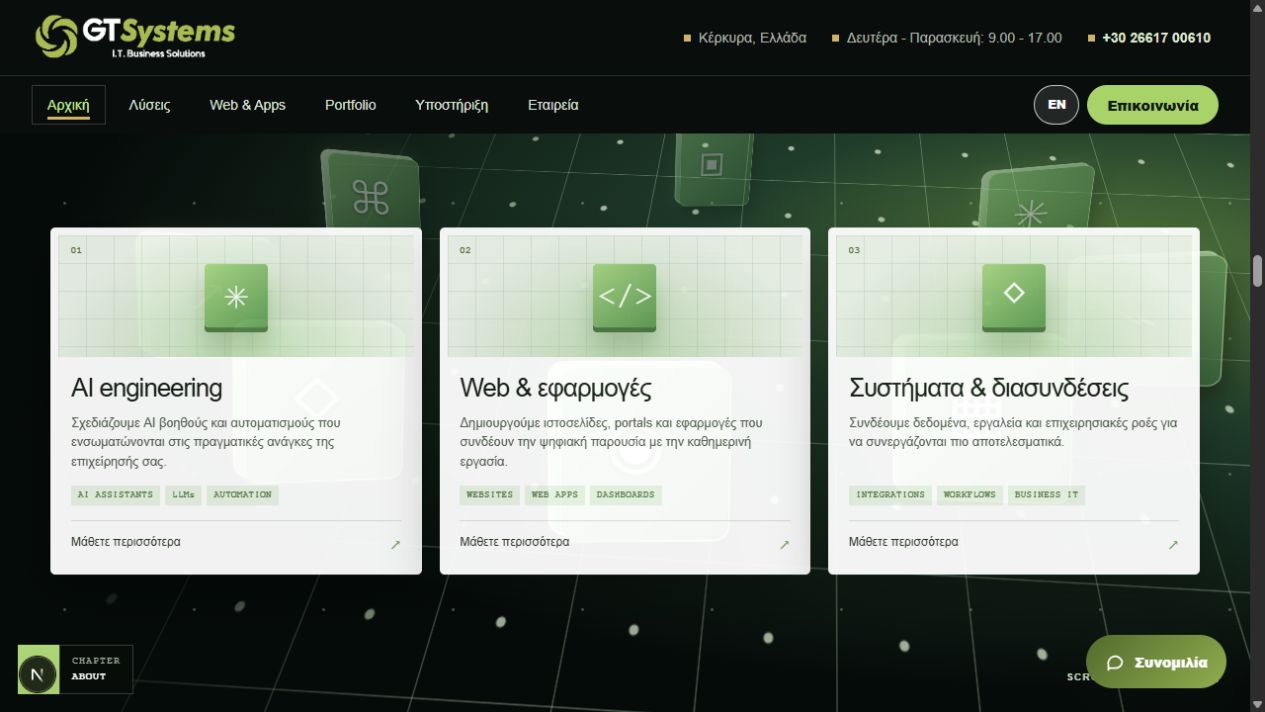 GTSystems
I.T. Business Solutions
Κέρκυρα, Ελλάδα
Δευτέρα - Παρασκευή: 9.00 - 17.00
+30 26617 00610
Αρχική
Λύσεις
Web & Apps
Portfolio
Υποστήριξη
Εταιρεία
EN
Επικοινωνία
01
AI engineering
Σχεδιάζουμε AI βοηθούς και αυτοματισμούς που
ενσωματώνονται στις πραγματικές ανάγκες της
επιχείρησής σας.
AI ASSISTANTS
LLMs
AUTOMATION
Μάθετε περισσότερα
02
</>
Web & εφαρμογές
Δημιουργούμε ιστοσελίδες, portals και εφαρμογές που
συνδέουν την ψηφιακή παρουσία με την καθημερινή
εργασία.
WEBSITES
WEB APPS
DASHBOARDS
Μάθετε περισσότερα
03
Συστήματα & διασυνδέσεις
Συνδέουμε δεδομένα, εργαλεία και επιχειρησιακές ροές για
να συνεργάζονται πιο αποτελεσματικά.
INTEGRATIONS
WORKFLOWS
BUSINESS IT
Μάθετε περισσότερα
N
CHAPTER
ABOUT
Συνομιλία